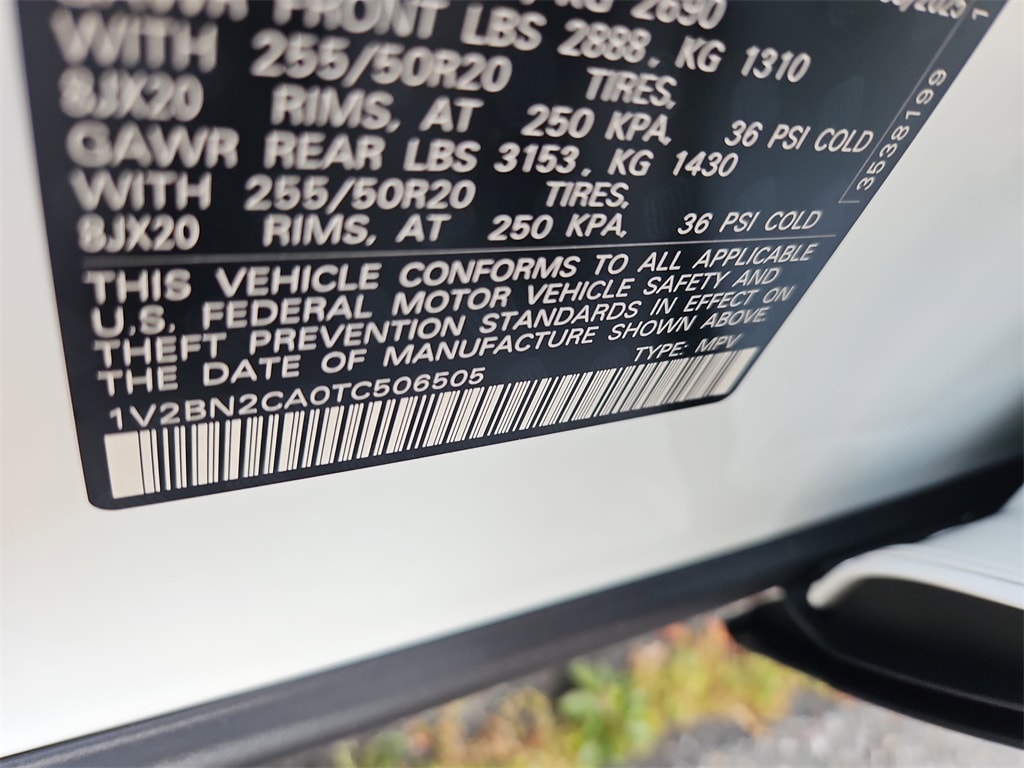 GAWR FRONT LBS 2888, KG 1310
WITH 255/50R20 TIRES,
8JX20 RIMS, AT 250 KPA, 36 PSI COLD
GAWR REAR LBS 3153, KG 1430
WITH 255/50R20 TIRES,
8JX20 RIMS, AT 250 KPA, 36 PSI COLD
THIS VEHICLE CONFORMS TO ALL APPLICABLE
U.S. FEDERAL MOTOR VEHICLE SAFETY AND
THEFT PREVENTION STANDARDS IN EFFECT ON
THE DATE OF MANUFACTURE SHOWN ABOVE.
1V2BN2CA0TC506505 TYPE: MPV
3538199